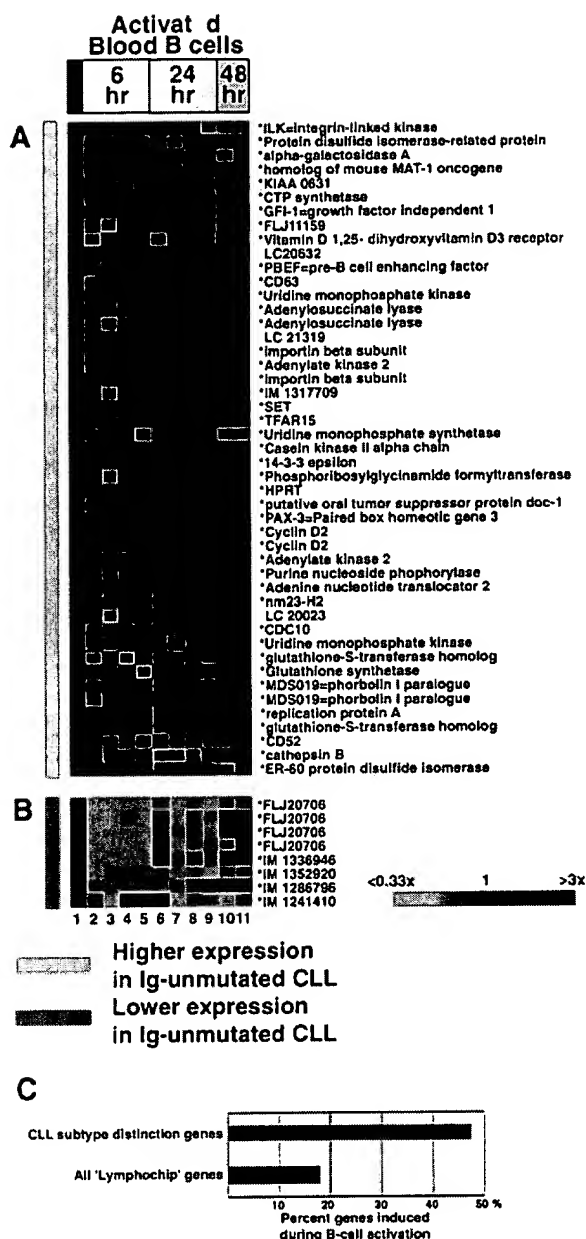 Activat d
Blood B cells
6 hr
24 hr
48 hr
A
*ILK=integrin-linked kinase
*Protein disulfide isomerase-related protein
*alpha-galactosidase A
*homolog of mouse MAT-1 oncogene
*KIAA 0631
*CTP synthetase
*GFI-1=growth factor independent 1
*FLJ11159
*Vitamin D 1,25- dihydroxyvitamin D3 receptor
LC20632
*PBEF=pre-B cell enhancing factor
*CD63
*Uridine monophosphate kinase
*Adenylosuccinate lyase
*Adenylosuccinate lyase
LC 21319
*Importin beta subunit
*Adenylate kinase 2
*Importin beta subunit
*IM 1317709
*SET
*TFAR15
*Uridine monophosphate synthetase
*Casein kinase II alpha chain
*14-3-3 epsilon
*Phosphoribosylglycinamide formyltransferase
*HPRT
*putative oral tumor suppressor protein doc-1
*PAX-3=Paired box homeotic gene 3
*Cyclin D2
*Cyclin D2
*Adenylate kinase 2
*Purine nucleoside phophorylase
*Adenine nucleotide translocator 2
*nm23-H2
LC 20023
*CDC10
*Uridine monophosphate kinase
*glutathione-S-transferase homolog
*Glutathione synthetase
*MDS019=phorbolin I paralogue
*MDS019=phorbolin I paralogue
*replication protein A
*glutathione-S-transferase homolog
*CD52
*cathepsin B
*ER-60 protein disulfide isomerase
B
*FLJ20706
*FLJ20706
*FLJ20706
*FLJ20706
*IM 1336946
*IM 1352920
*IM 1286796
*IM 1241410
1 2 3 4 5 6 7 8 9 10 11
<0.33x 1 >3x
Higher expression
in Ig-unmutated CLL
Lower expression
in Ig-unmutated CLL
C
CLL subtype distinction genes
All 'Lymphochip' genes
10 20 30 40 50 %
Percent genes induced
during B-cell activation